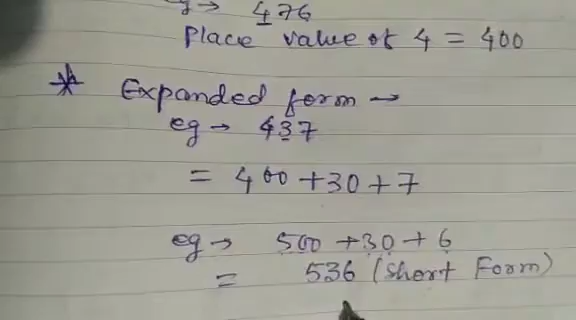 eg → 476
Place value of 4 = 400
* Expanded form →
eg → 437
= 400 + 30 + 7
eg → 500 + 30 + 6
= 536 (Short Form)